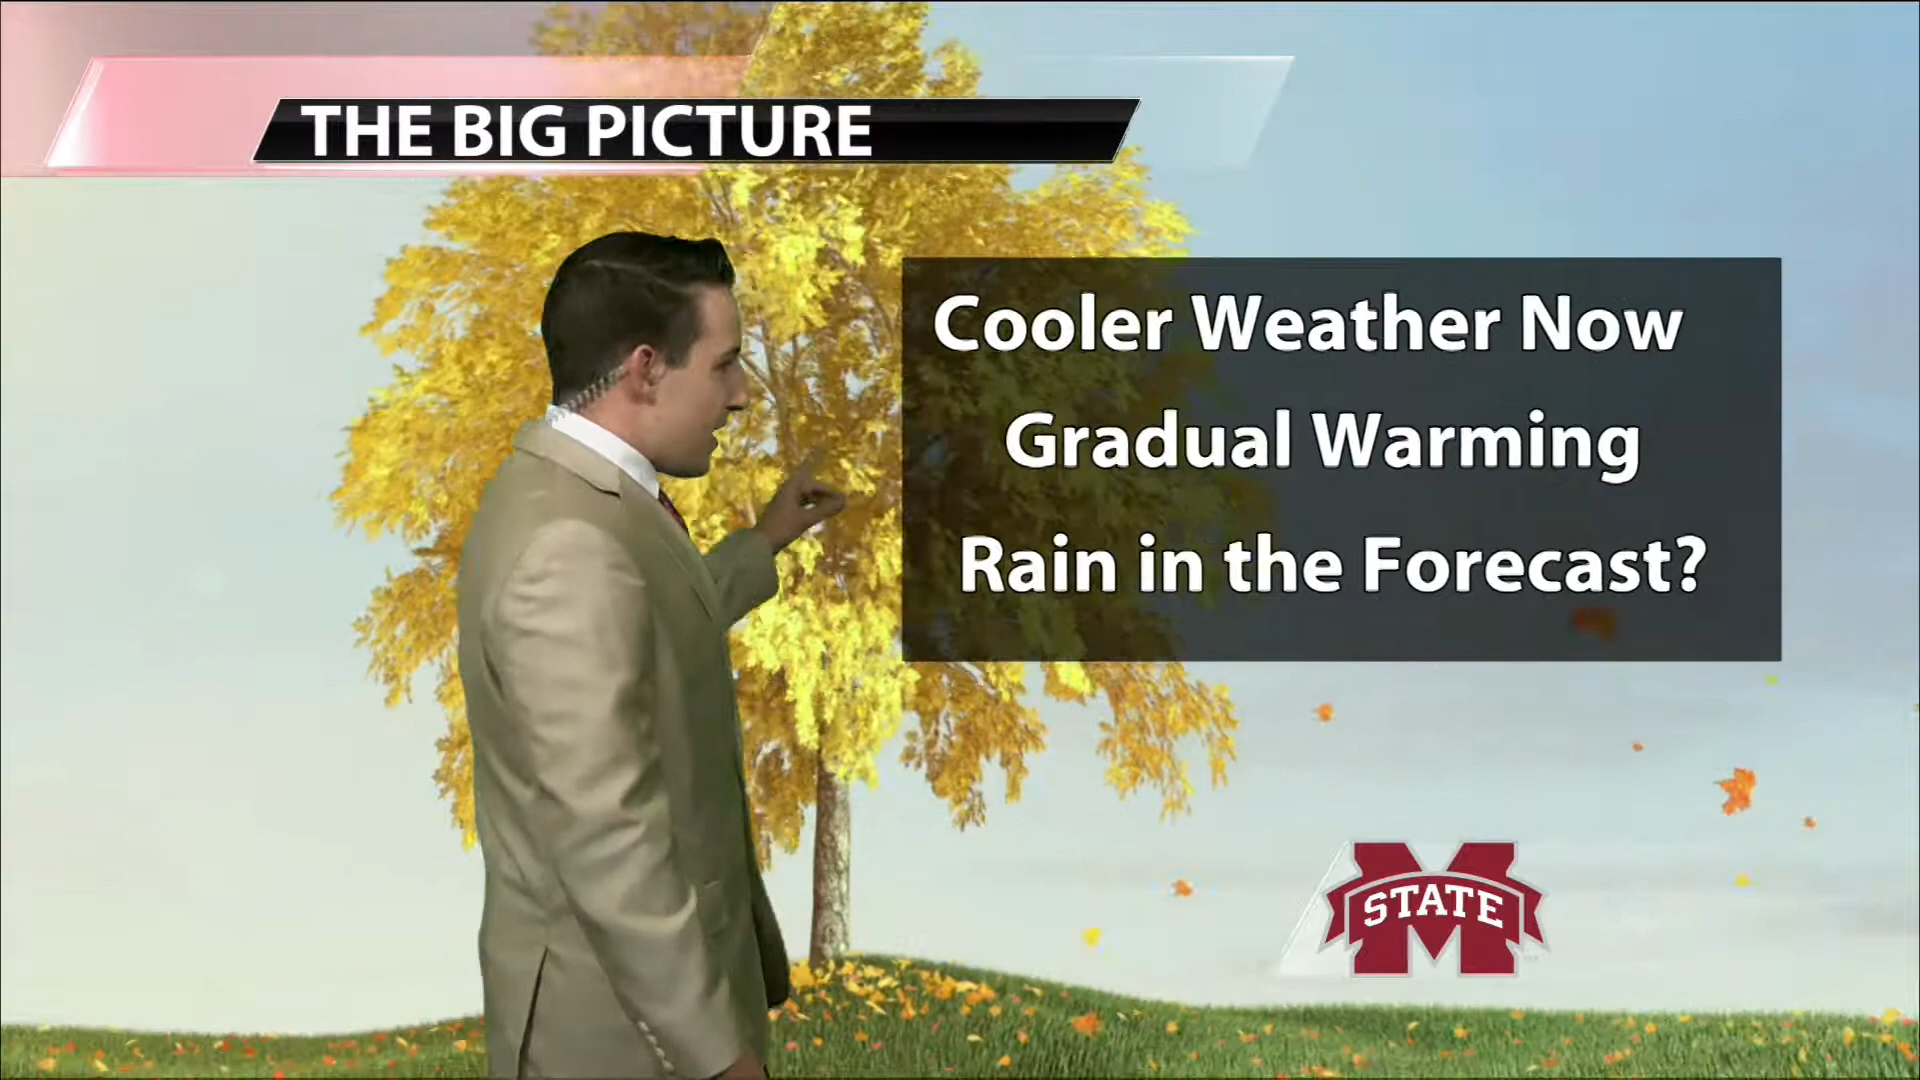 THE BIG PICTURE
Cooler Weather Now
Gradual Warming
Rain in the Forecast?
STATE